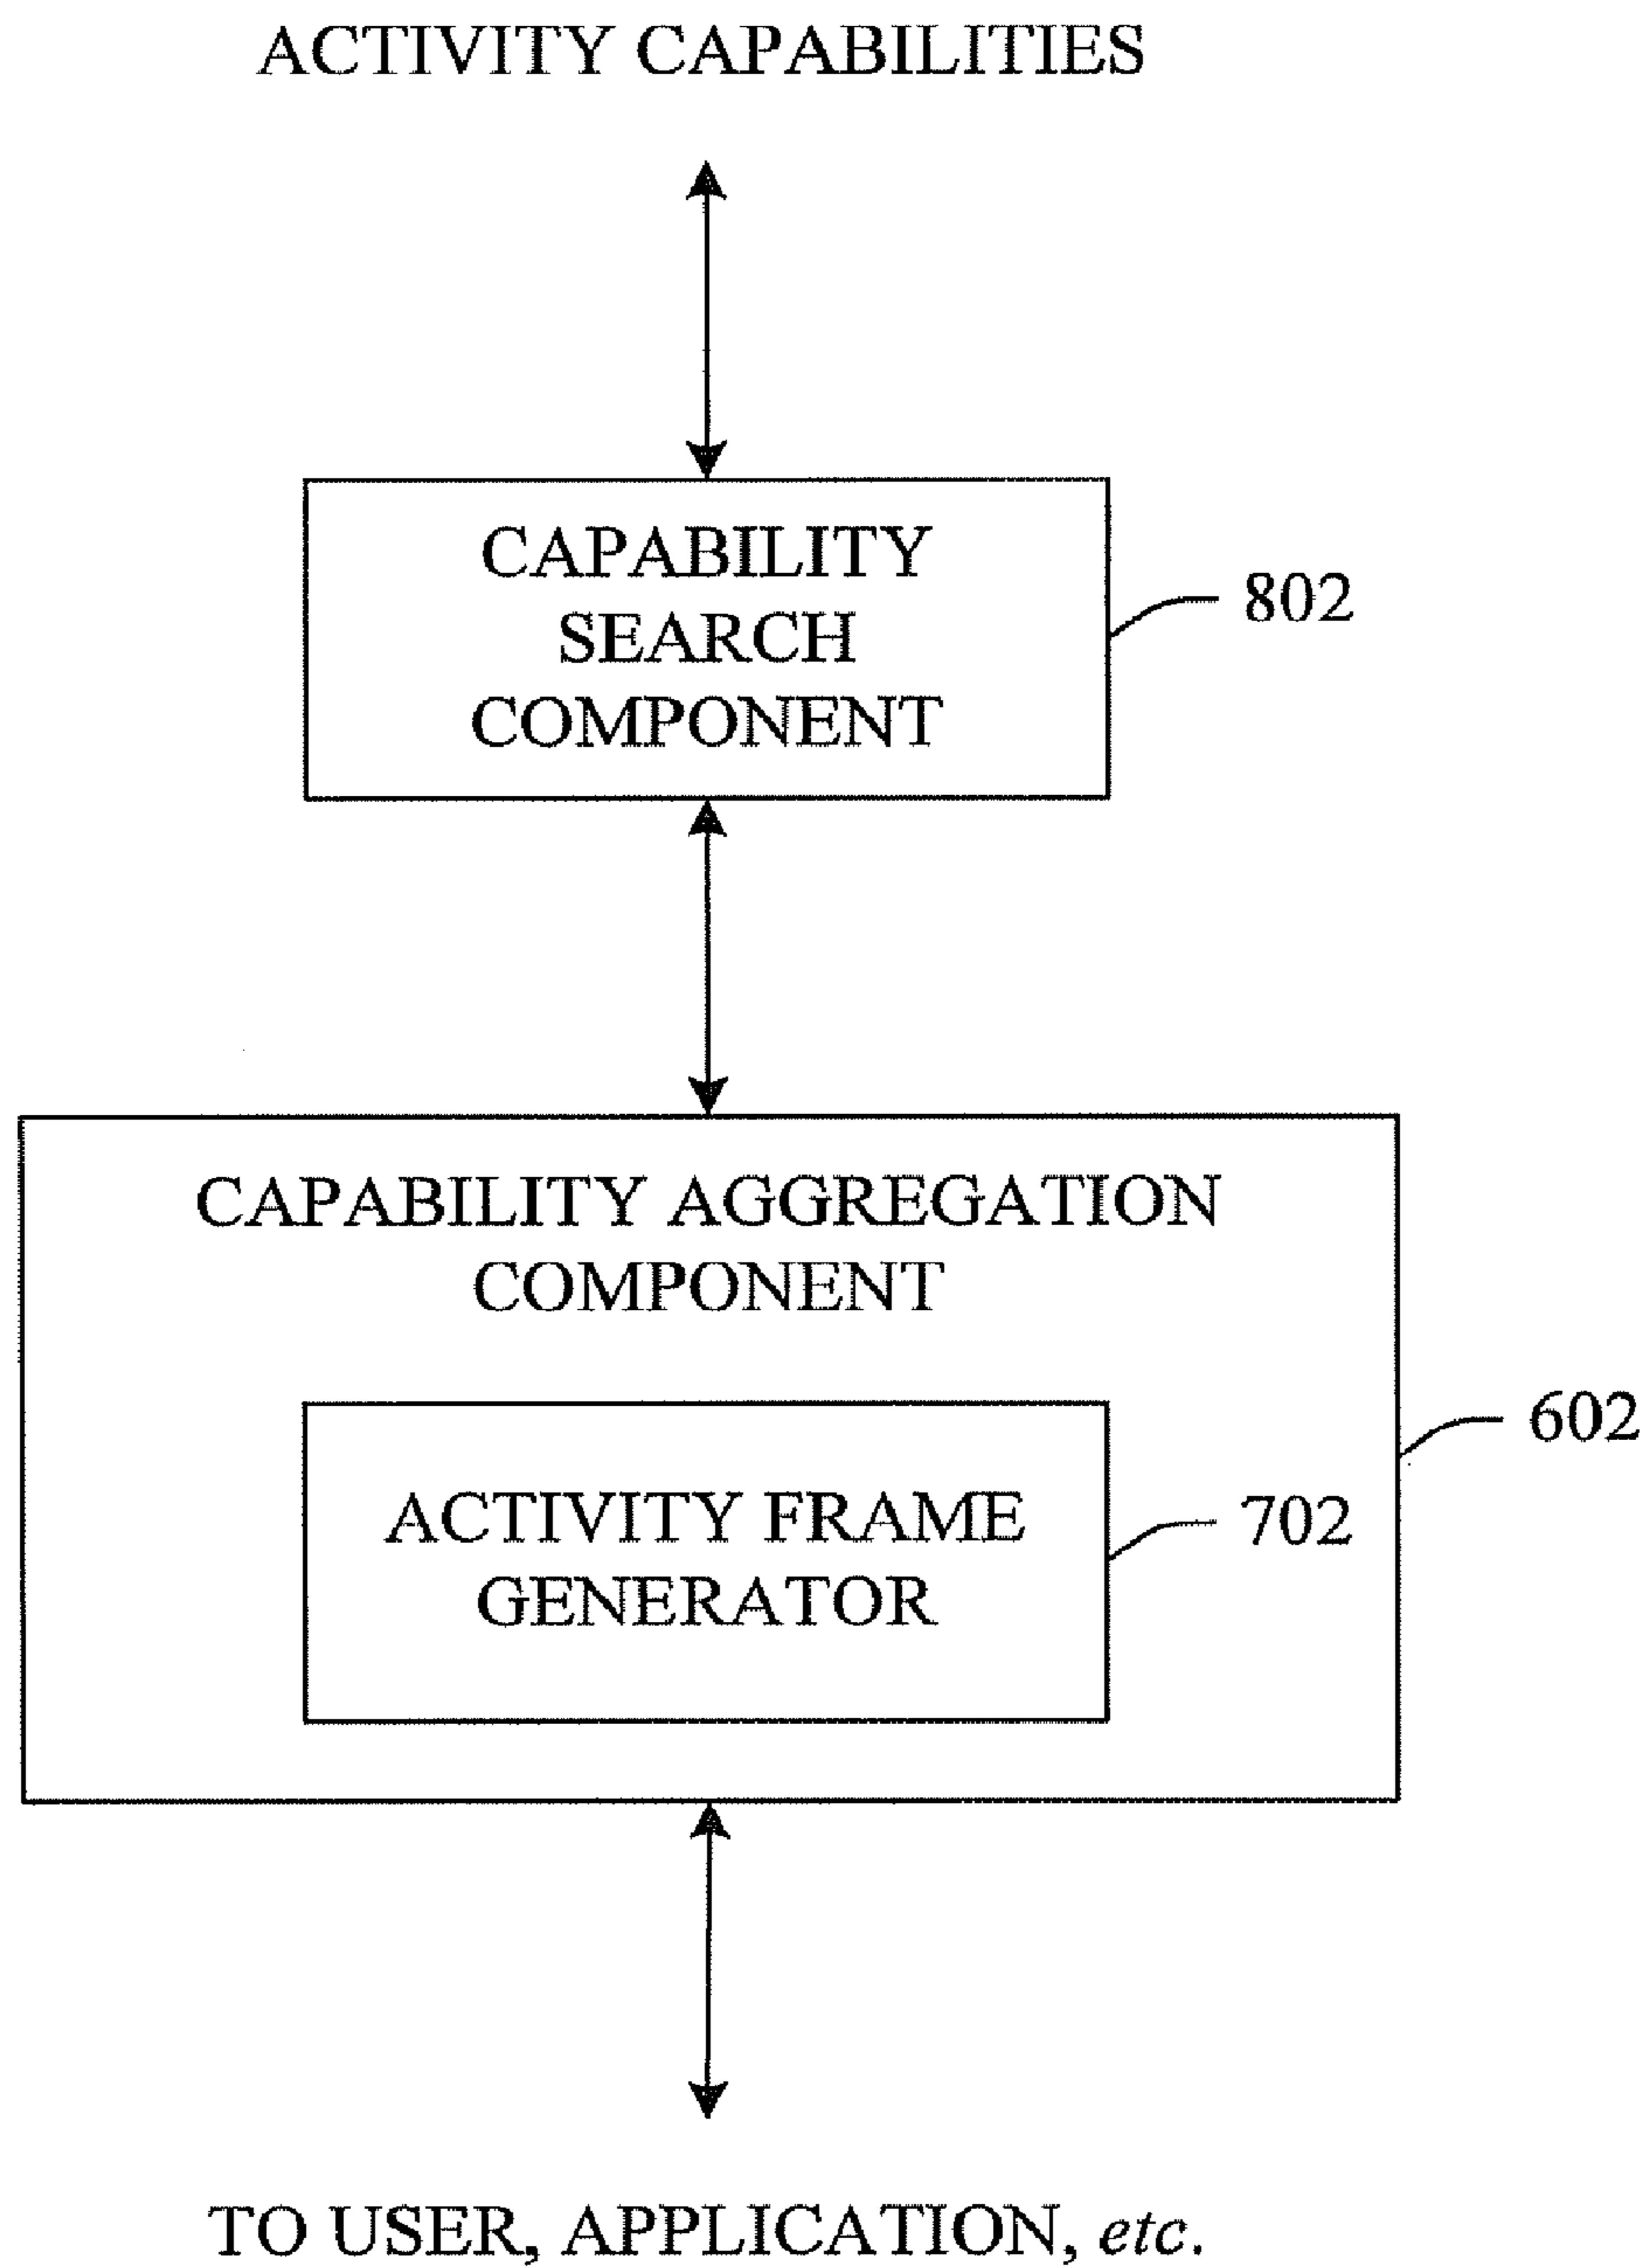 ACTIVITY CAPABILITIES
CAPABILITY
SEARCH
COMPONENT
802
CAPABILITY AGGREGATION
COMPONENT
602
ACTIVITY FRAME
GENERATOR
702
TO USER, APPLICATION, etc.